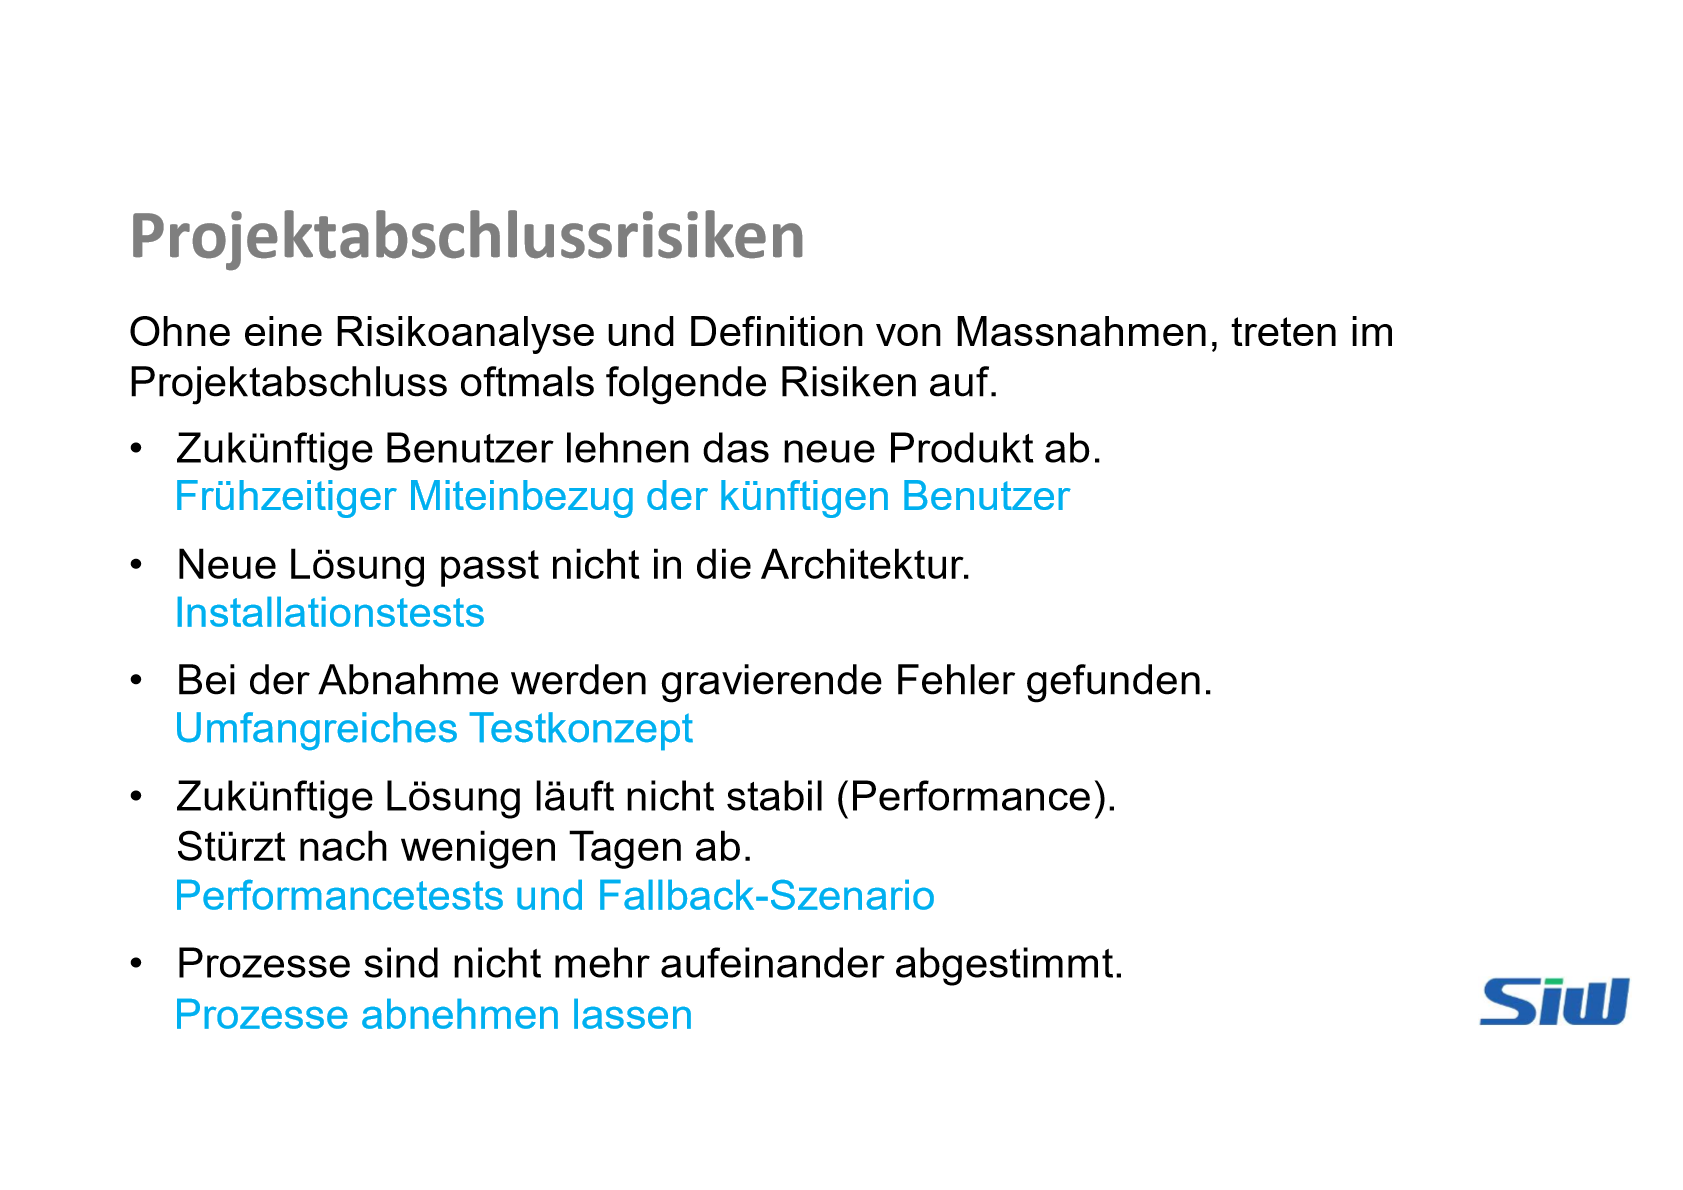 Projektabschlussrisiken
Ohne eine Risikoanalyse und Definition von Massnahmen, treten im
Projektabschluss oftmals folgende Risiken auf.
• Zukünftige Benutzer lehnen das neue Produkt ab.
Frühzeitiger Miteinbezug der künftigen Benutzer
• Neue Lösung passt nicht in die Architektur.
Installationstests
• Bei der Abnahme werden gravierende Fehler gefunden.
Umfangreiches Testkonzept
• Zukünftige Lösung läuft nicht stabil (Performance).
Stürzt nach wenigen Tagen ab.
Performancetests und Fallback-Szenario
• Prozesse sind nicht mehr aufeinander abgestimmt.
Prozesse abnehmen lassen
Siw